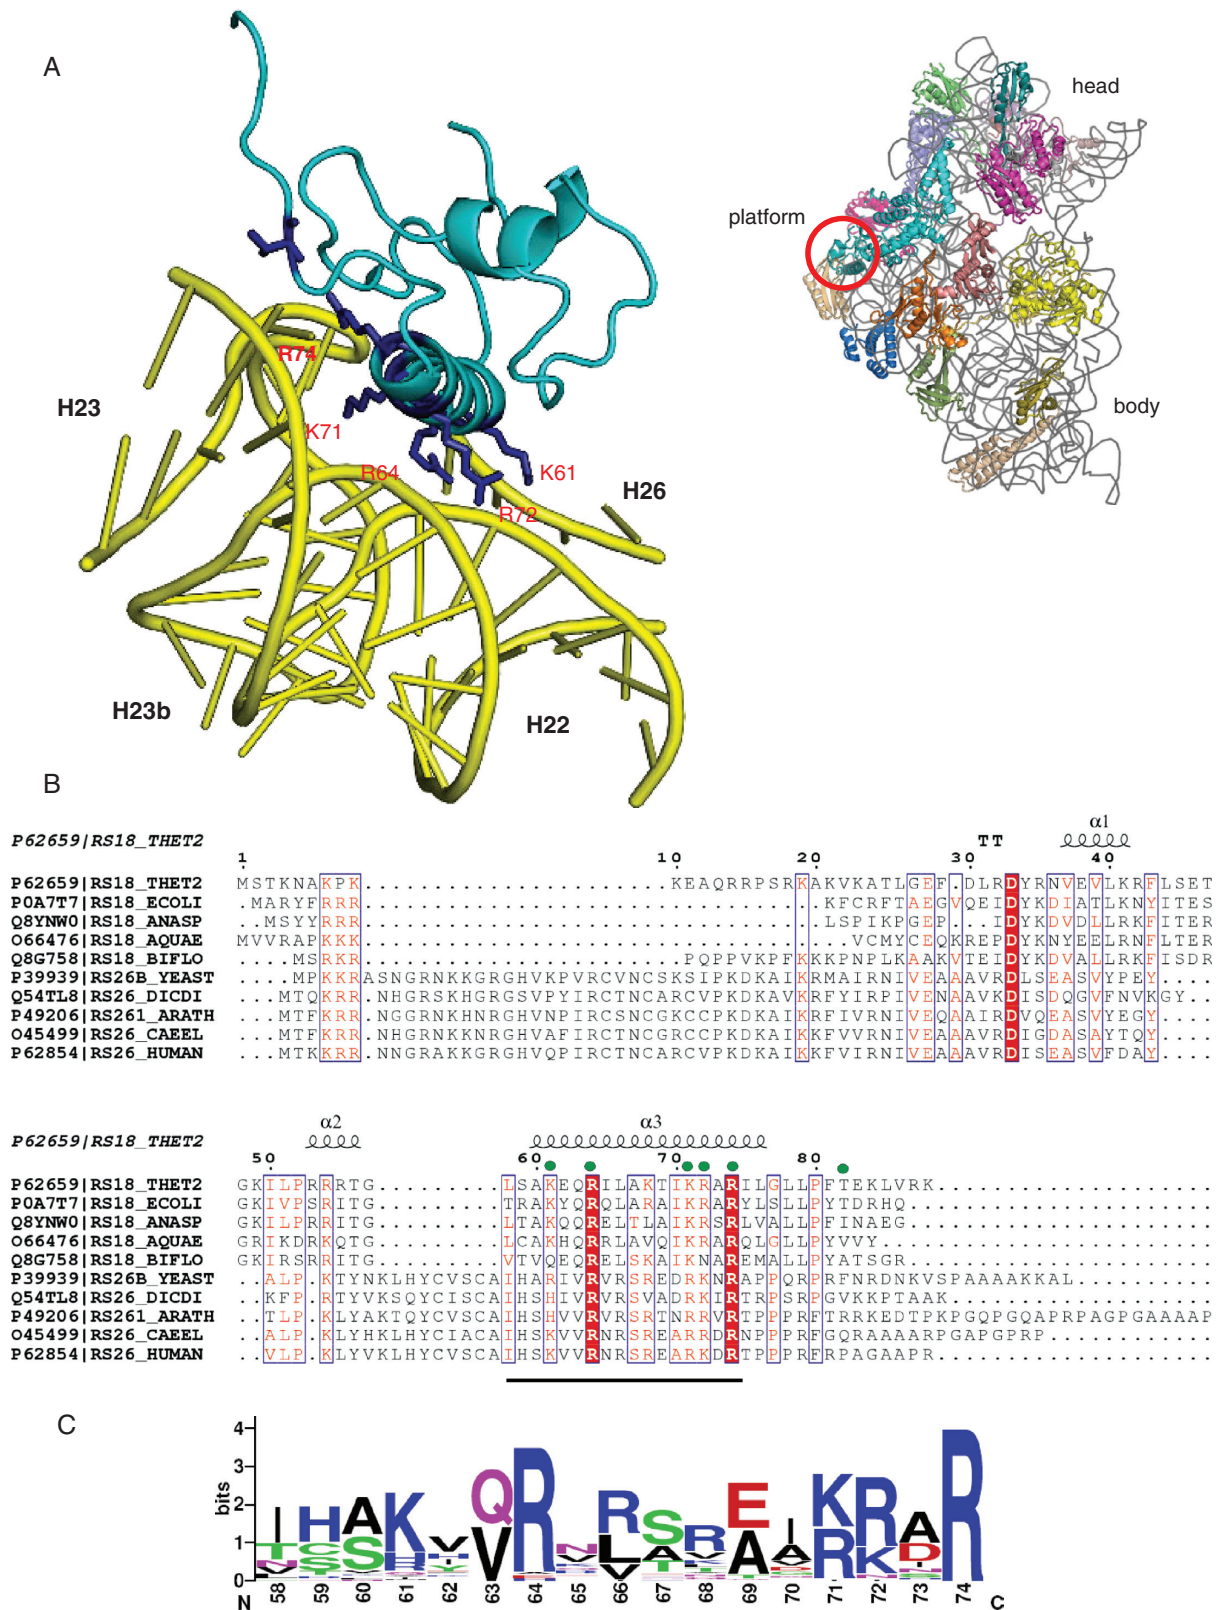 A
head
platform
body
H23
R74
K71
R64
K61
R72
H26
H23b
H22
B
α1
P62659|RS18_THET2 TT
1 10 20 30 40
P62659|RS18_THET2 MSTKNAKPK......................KEAQRRPSRKAKVKATLGEF.DLRDYRNVEVLKRFLSET
P0A7T7|RS18_ECOLI .MARYFRRR.................................KFCRFTAEGVQEIDYKDIATLKNYITES
Q8YNW0|RS18_ANASP ..MSYYRRR.................................LSPIKPGEP...IDYKDVDLLRKFITER
O66476|RS18_AQUAE MVVRAPKKK...................................VCMYCEQKREPDYKNYEELRNFLTER
Q8G758|RS18_BIFLO ....MSRKR.......................PQPPVKPFKKKPNPLKAAKVTEIDYKDVALLRKFISDR
P39939|RS26B_YEAST ....MPKKRASNGRNKKGRGHVKPVRCVNCSKSIPKDKAIKRMAIRNIVEAAAVRDLSEASVYPEY....
Q54TL8|RS26_DICDI ...MTQKRR.NHGRSKHGRGSVPYIRCTNCARCVPKDKAVKRFYIRPIVENAAVKDISDQGVFNVKGY..
P49206|RS261_ARATH ...MTFKRR.NGGRNKHNRGHVNPIRCSNCGKCCPKDKAIKRFIVRNIVEQAAIRDVQEASVYEGY....
O45499|RS26_CAEEL ...MTFKRR.NHGRNKKNRGHVAFIRCTNCGRCCPKDKAIKKFVIRNIVEAAAVRDIGDASAYTQY....
P62854|RS26_HUMAN ...MTKKRR.NNGRAKKGRGHVQPIRCTNCARCVPKDKAIKKFVIRNIVEAAAVRDISEASVFDAY....
α2 α3
P62659|RS18_THET2
50 60 70 80
P62659|RS18_THET2 GKILPRRRTG.........LSAKEQRILAKTIKRARILGLLPFTEKLVRK....................
P0A7T7|RS18_ECOLI GKIVPSRITG.........TRAKYQRQLARAIKRARYLSLLPYTDRHQ......................
Q8YNW0|RS18_ANASP GKILPRRITG.........LTAKQQRELTLAIKRSRLVALLPFINAEG......................
O66476|RS18_AQUAE GRIKDRKQTG.........LCAKHQRRLAVQIKRARQLGLLPYVVY........................
Q8G758|RS18_BIFLO GKIRSRRITG.........VTVQEQRELSKAIKNAREMALLPYATSGR......................
P39939|RS26B_YEAST ..ALP.KTYNKLHYCVSCAIHARIVRVRSREDRKNRAPPQRPRFNRDNKVSPAAAAKKAL..........
Q54TL8|RS26_DICDI ..KFP.RTYVKSQYCISCAIHSHIVRVRSVADRKIRTRPSRPGVKKPTAAK...................
P49206|RS261_ARATH ..TLP.KLYAKTQYCVSCAIHSHVVRVRSRTNRRVRTPPPRFTRRKEDTPKPGQPGQAPRPAGPGAAAAP
O45499|RS26_CAEEL ..ALP.KLYHKLHYCIACAIHSKVVRNRSREARRDRNPPPRFGQRAAARPGAPGPRP.............
P62854|RS26_HUMAN ..VLP.KLYVKLHYCVSCAIHSKVVRNRSREARKDRTPPPRFRPAGAAPR....................
C
bits
4
3
2
1
0
N 58 59 60 61 62 63 64 65 66 67 68 69 70 71 72 73 74 C